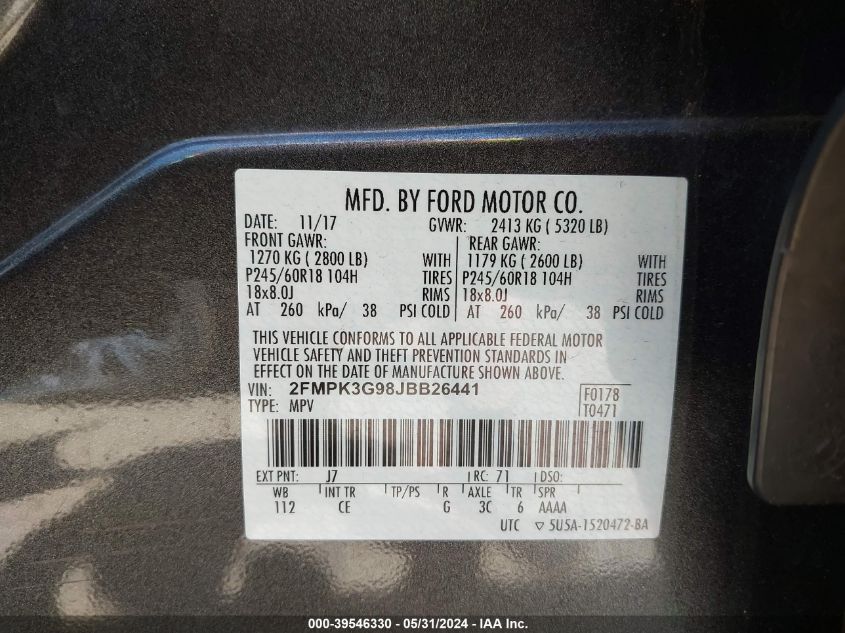 MFD. BY FORD MOTOR CO.
DATE: 11/17 GVWR: 2413 KG ( 5320 LB)
FRONT GAWR: REAR GAWR:
1270 KG ( 2800 LB) WITH 1179 KG ( 2600 LB) WITH
P245/60R18 104H TIRES P245/60R18 104H TIRES
18x8.0J RIMS 18x8.0J RIMS
AT 260 kPa/ 38 PSI COLD AT 260 kPa/ 38 PSI COLD
THIS VEHICLE CONFORMS TO ALL APPLICABLE FEDERAL MOTOR
VEHICLE SAFETY AND THEFT PREVENTION STANDARDS IN
EFFECT ON THE DATE OF MANUFACTURE SHOWN ABOVE.
VIN: 2FMPK3G98JBB26441 F0178
TYPE: MPV T0471
EXT PNT: J7 RC: 71 DSO:
WB INT TR TP/PS R AXLE TR SPR
112 CE G 3C 6 AAAA
UTC ▽ 5U5A-1520472-BA
000-39546330 - 05/31/2024 - IAA Inc.